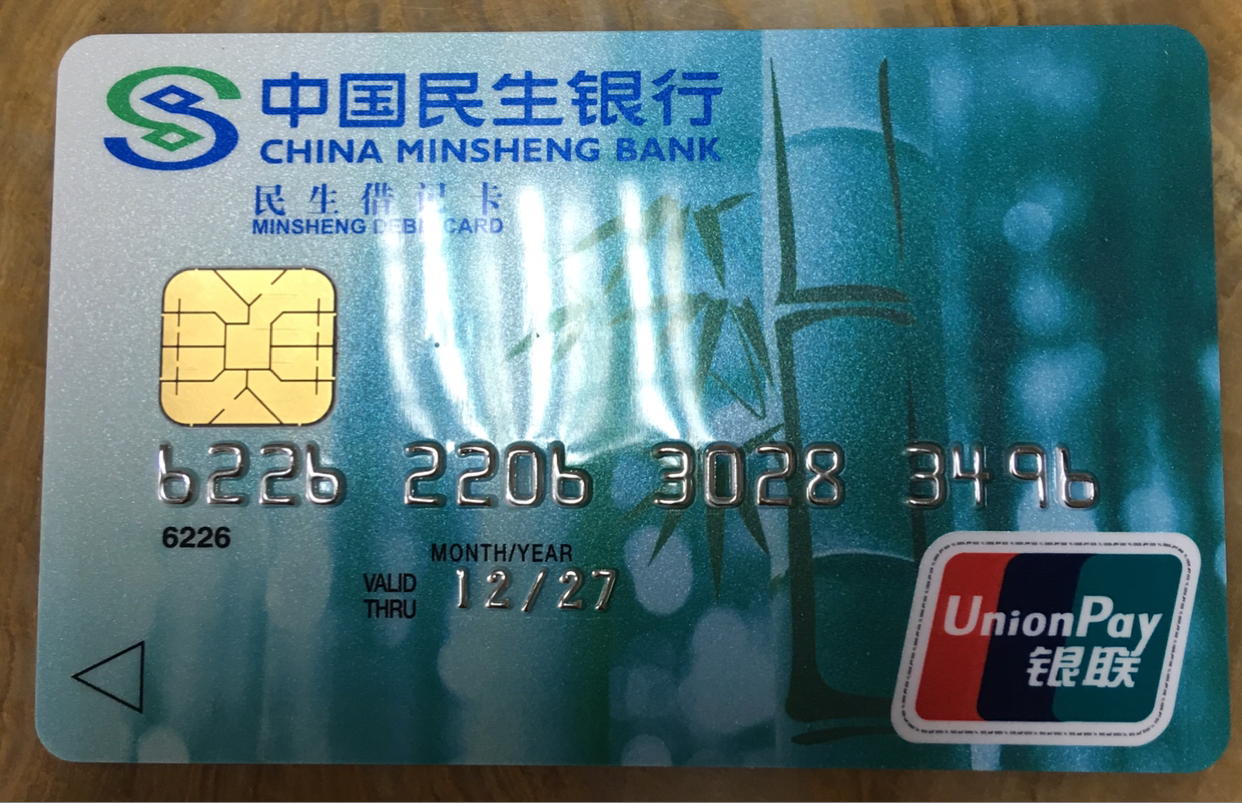 中国民生银行
CHINA MINSHENG BANK
民生借记卡
MINSHENG DEBIT CARD
6226 2206 3028 3496
6226
MONTH/YEAR
VALID THRU 12/27
UnionPay
银联